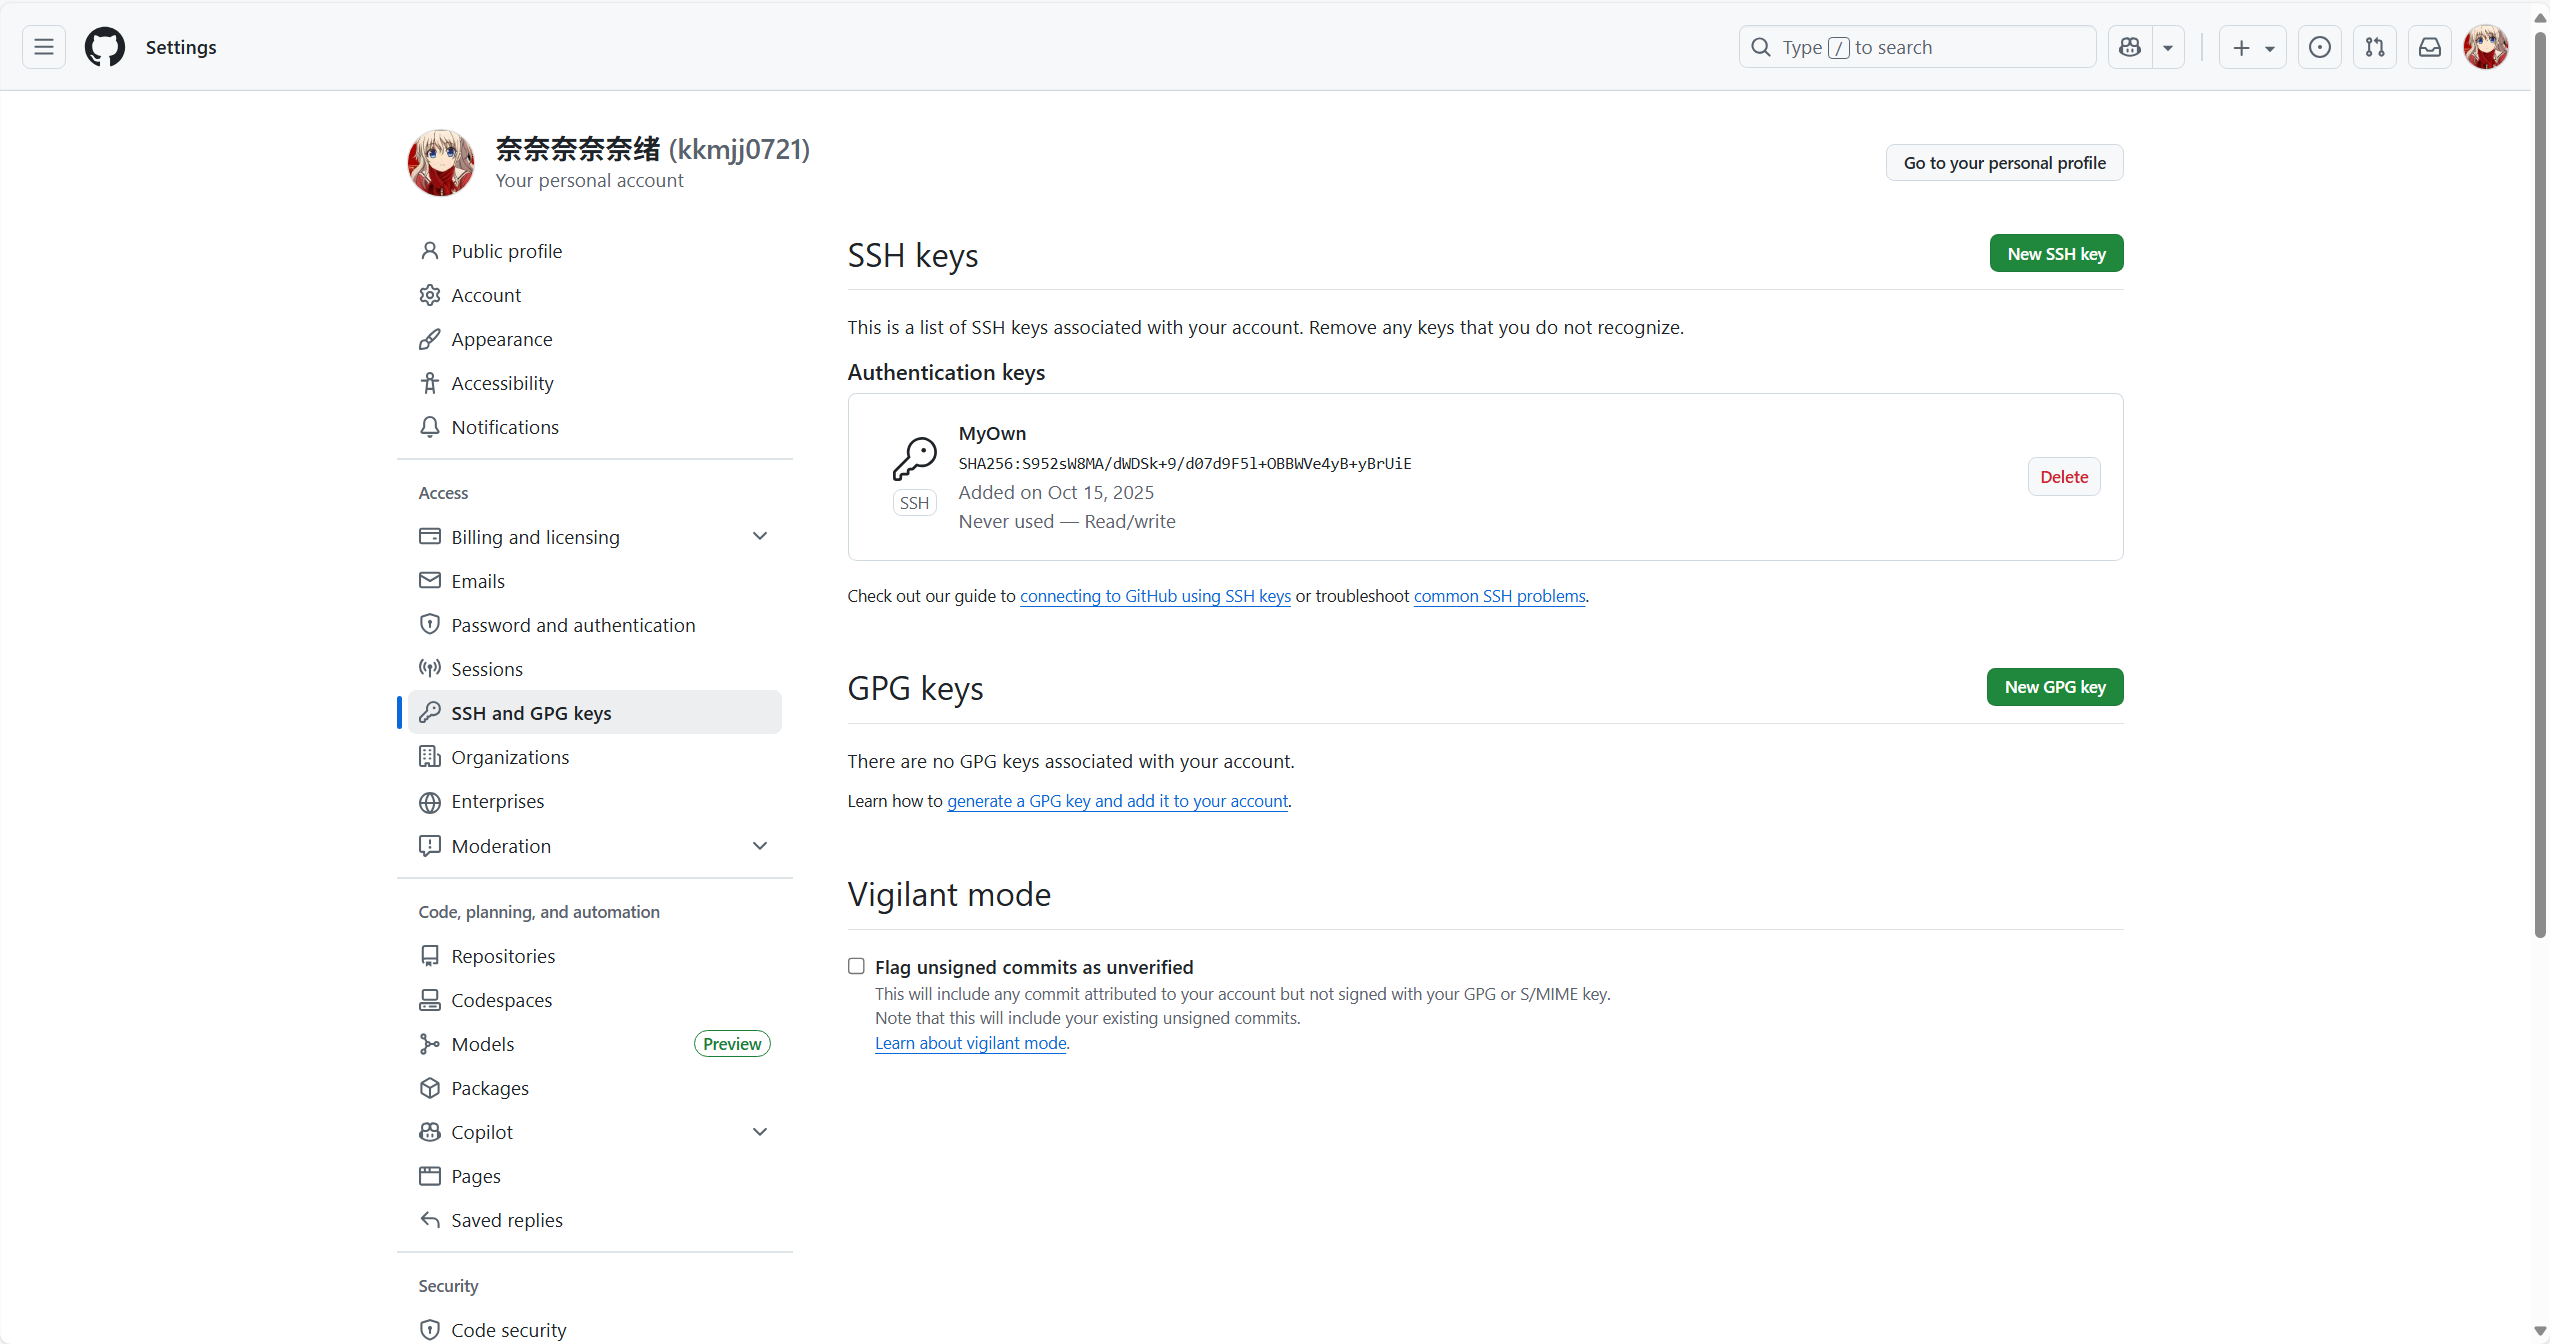 Settings
Type / to search
奈奈奈奈奈绪 (kkmjj0721)
Your personal account
Go to your personal profile
Public profile
Account
Appearance
Accessibility
Notifications
Access
Billing and licensing
Emails
Password and authentication
Sessions
SSH and GPG keys
Organizations
Enterprises
Moderation
Code, planning, and automation
Repositories
Codespaces
Models Preview
Packages
Copilot
Pages
Saved replies
Security
Code security
SSH keys
New SSH key
This is a list of SSH keys associated with your account. Remove any keys that you do not recognize.
Authentication keys
MyOwn
SHA256:S952sW8MA/dWDSk+9/d07d9F5l+OBBWVe4yB+yBrUiE
Added on Oct 15, 2025
Never used — Read/write
SSH
Delete
Check out our guide to connecting to GitHub using SSH keys or troubleshoot common SSH problems.
GPG keys
New GPG key
There are no GPG keys associated with your account.
Learn how to generate a GPG key and add it to your account.
Vigilant mode
Flag unsigned commits as unverified
This will include any commit attributed to your account but not signed with your GPG or S/MIME key.
Note that this will include your existing unsigned commits.
Learn about vigilant mode.